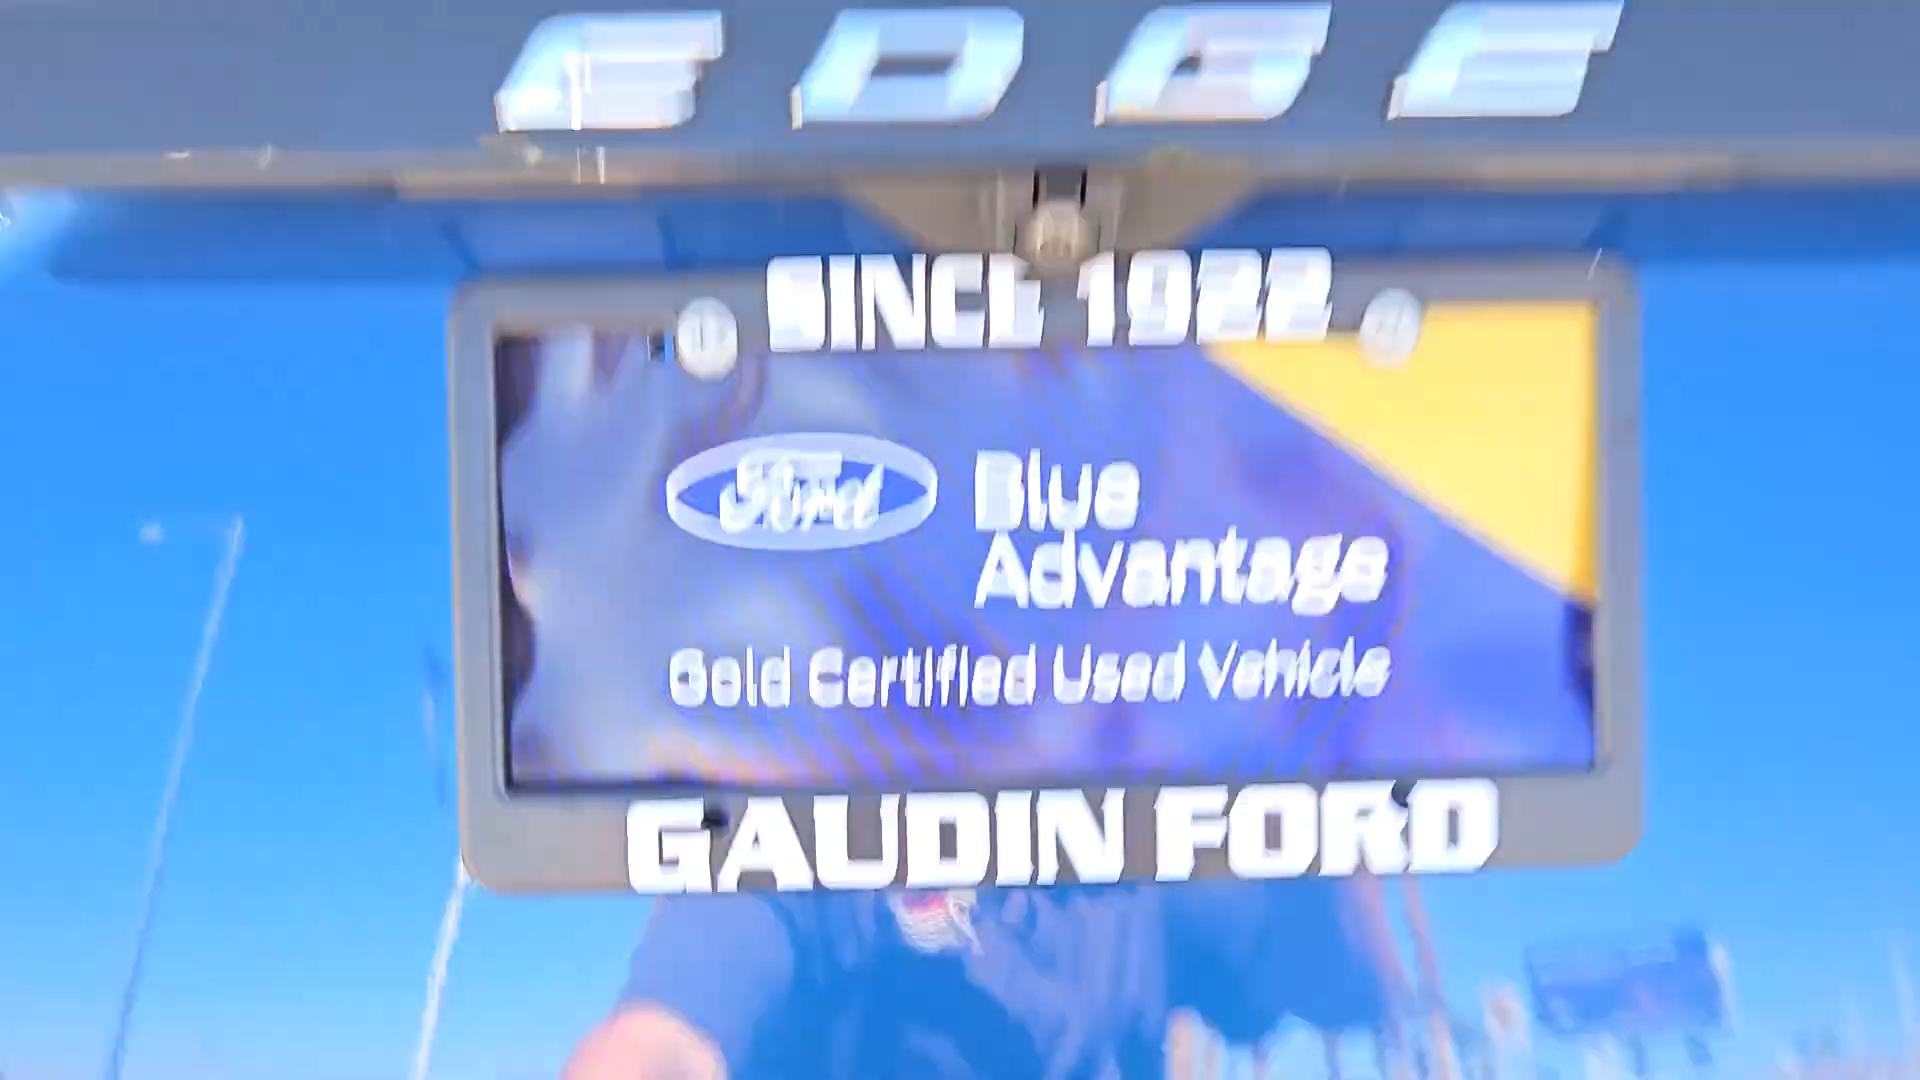 EDGE
SINCE 1922
Ford
Blue
Advantage
Gold Certified Used Vehicle
GAUDIN FORD